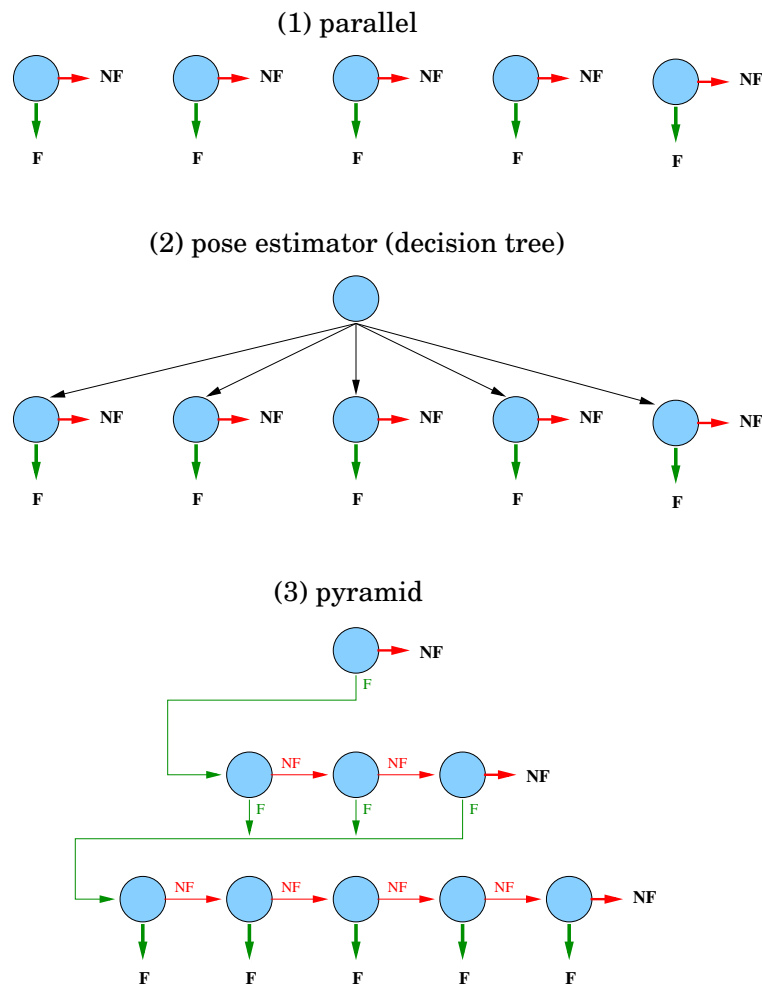 (1) parallel
NF NF NF NF NF
F F F F F
(2) pose estimator (decision tree)
NF NF NF NF NF
F F F F F
(3) pyramid
NF
F
NF NF NF
F F F
NF NF NF NF NF
F F F F F